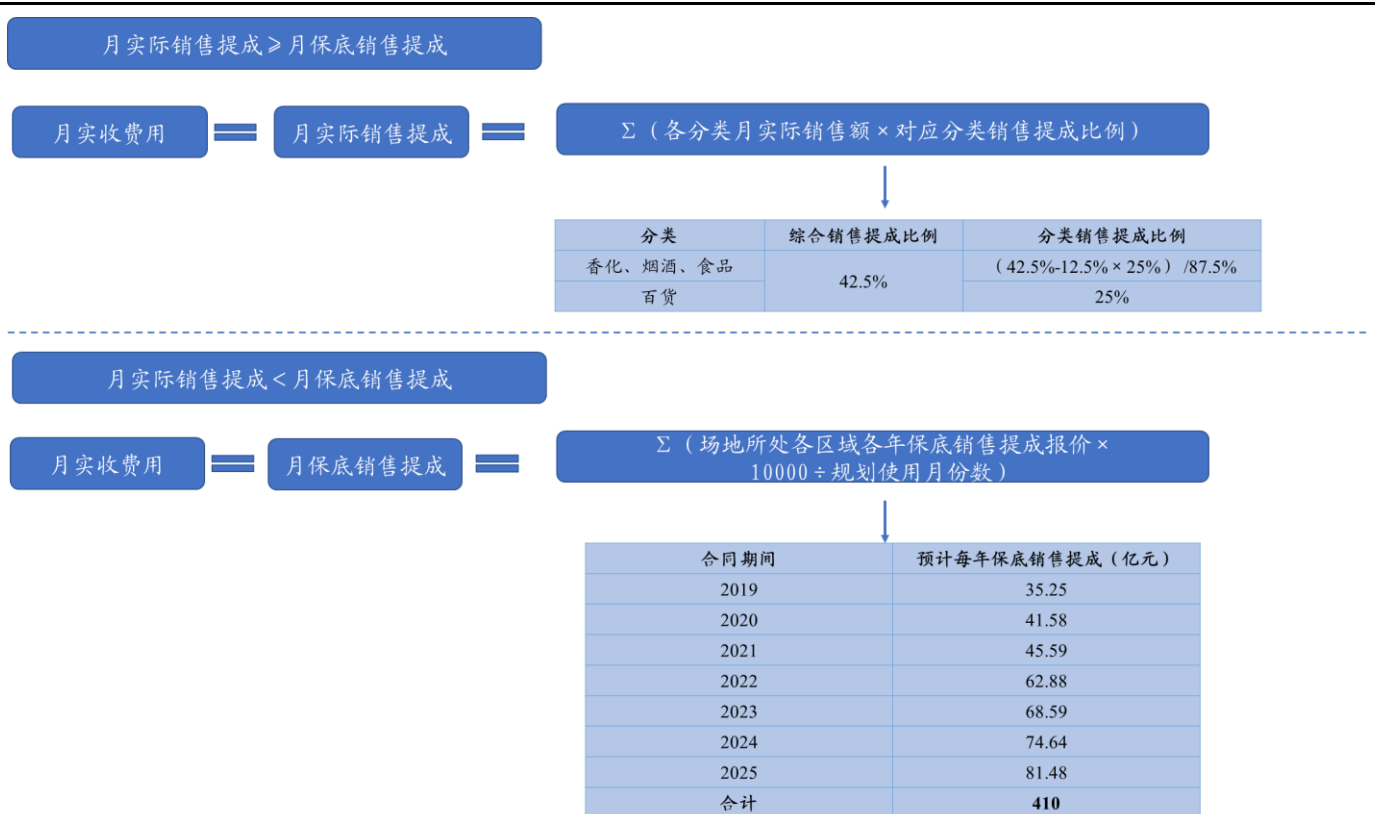 月实际销售提成≥月保底销售提成
月实收费用
月实际销售提成
Σ（各分类月实际销售额×对应分类销售提成比例）
分类 综合销售提成比例 分类销售提成比例
香化、烟酒、食品 42.5% （42.5%-12.5%×25%）/87.5%
百货 25%
月实际销售提成<月保底销售提成
月实收费用
月保底销售提成
Σ（场地所处各区域各年保底销售提成报价×
10000÷规划使用月份数）
合同期间 预计每年保底销售提成（亿元）
2019 35.25
2020 41.58
2021 45.59
2022 62.88
2023 68.59
2024 74.64
2025 81.48
合计 410